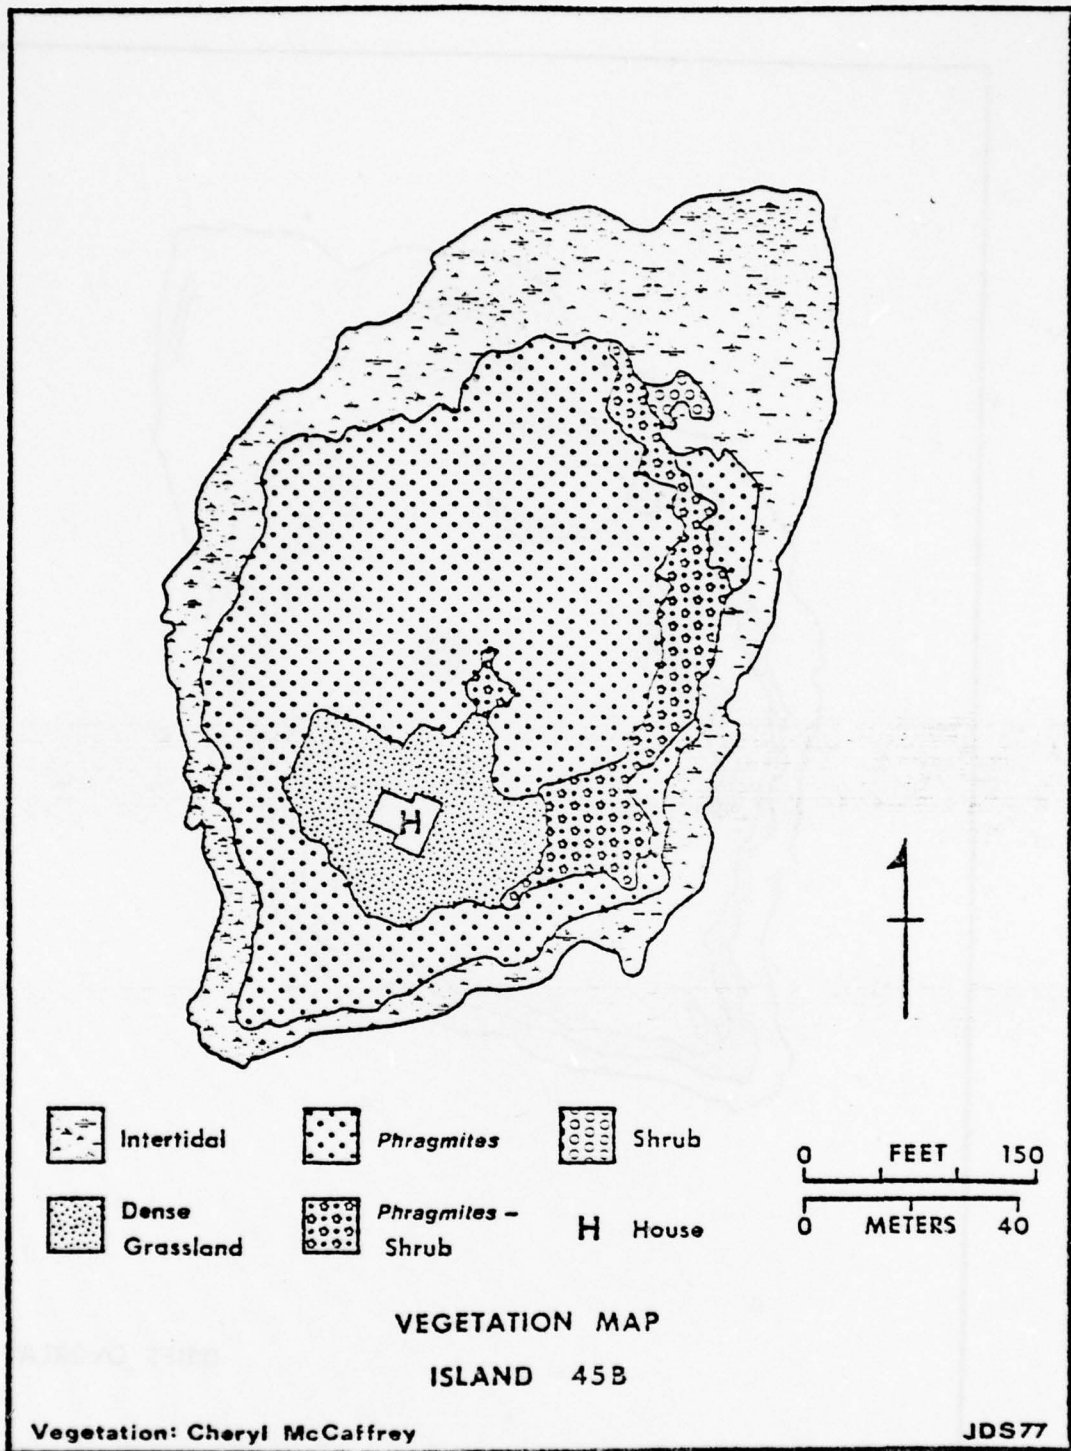 H
Intertidal
Phragmites
Shrub
Dense
Grassland
Phragmites –
Shrub
H House
0 FEET 150
0 METERS 40
VEGETATION MAP
ISLAND 45B
Vegetation: Cheryl McCaffrey
JDS77